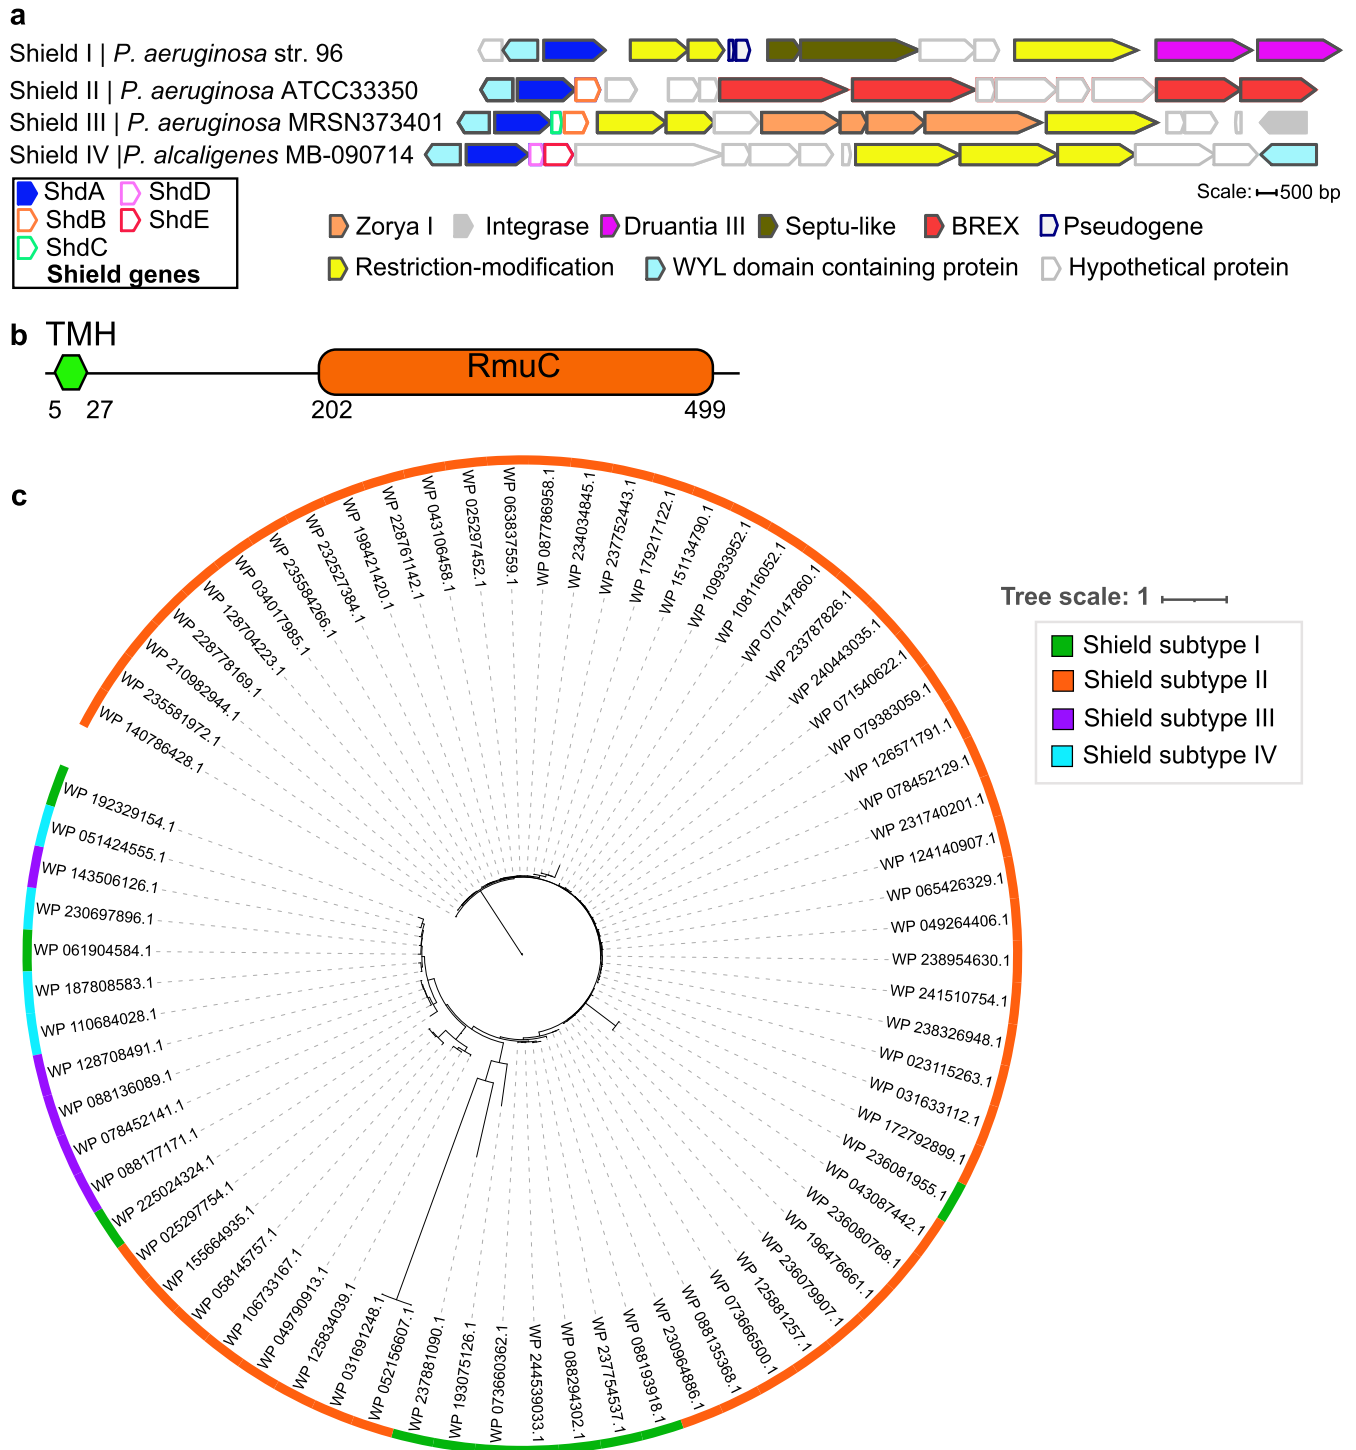 a
Shield I | P. aeruginosa str. 96
Shield II | P. aeruginosa ATCC33350
Shield III | P. aeruginosa MRSN373401
Shield IV |P. alcaligenes MB-090714
Scale: 500 bp
ShdA ShdD
ShdB ShdE
ShdC
Shield genes
Zorya I Integrase Druantia III Septu-like BREX Pseudogene
Restriction-modification WYL domain containing protein Hypothetical protein
b
TMH
RmuC
5 27 202 499
c
Tree scale: 1
Shield subtype I
Shield subtype II
Shield subtype III
Shield subtype IV
WP 140786428.1
WP 235581972.1
WP 210982944.1
WP 228778169.1
WP 128704223.1
WP 034017985.1
WP 235584266.1
WP 232527384.1
WP 198421420.1
WP 228761142.1
WP 043106458.1
WP 025297452.1
WP 063837559.1
WP 087786958.1
WP 234034845.1
WP 237752443.1
WP 179217122.1
WP 151134790.1
WP 109933952.1
WP 108116052.1
WP 070147860.1
WP 233787826.1
WP 240443035.1
WP 071540622.1
WP 079383059.1
WP 126571791.1
WP 078452129.1
WP 231740201.1
WP 124140907.1
WP 065426329.1
WP 049264406.1
WP 238954630.1
WP 241510754.1
WP 238326948.1
WP 023115263.1
WP 031633112.1
WP 172792899.1
WP 236081955.1
WP 043087442.1
WP 236080768.1
WP 196476661.1
WP 236079907.1
WP 125881257.1
WP 073666500.1
WP 088135368.1
WP 230964886.1
WP 088193918.1
WP 237754537.1
WP 088294302.1
WP 244539033.1
WP 073660362.1
WP 193075126.1
WP 237881090.1
WP 052156607.1
WP 031691248.1
WP 125834039.1
WP 049790913.1
WP 106733167.1
WP 058145757.1
WP 155664935.1
WP 025297754.1
WP 225024324.1
WP 088177171.1
WP 078452141.1
WP 088136089.1
WP 128708491.1
WP 110684028.1
WP 187808583.1
WP 061904584.1
WP 230697896.1
WP 143506126.1
WP 051424555.1
WP 192329154.1